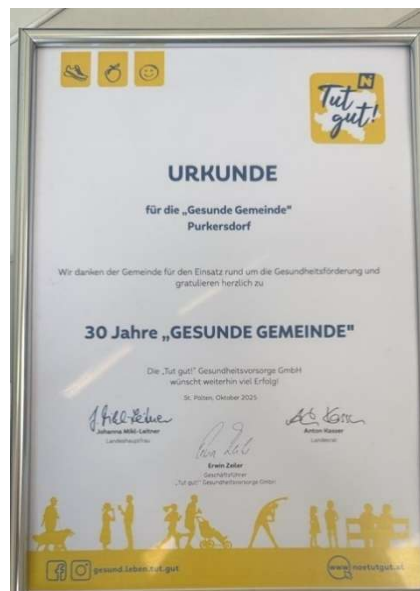 Tut
gut!
URKUNDE
für die „Gesunde Gemeinde"
Purkersdorf
Wir danken der Gemeinde für den Einsatz rund um die Gesundheitsförderung und
gratulieren herzlich zu
30 Jahre „GESUNDE GEMEINDE"
Die „Tut gut!" Gesundheitsvorsorge GmbH
wünscht weiterhin viel Erfolg!
St. Pölten, Oktober 2025
Johanna Mikl-Leitner
Landeshauptfrau
Anton Kasser
Landesrat
Erwin Zeiler
Geschäftsführer
„Tut gut!" Gesundheitsvorsorge GmbH
gesund.leben.tut.gut
www.noetutgut.at